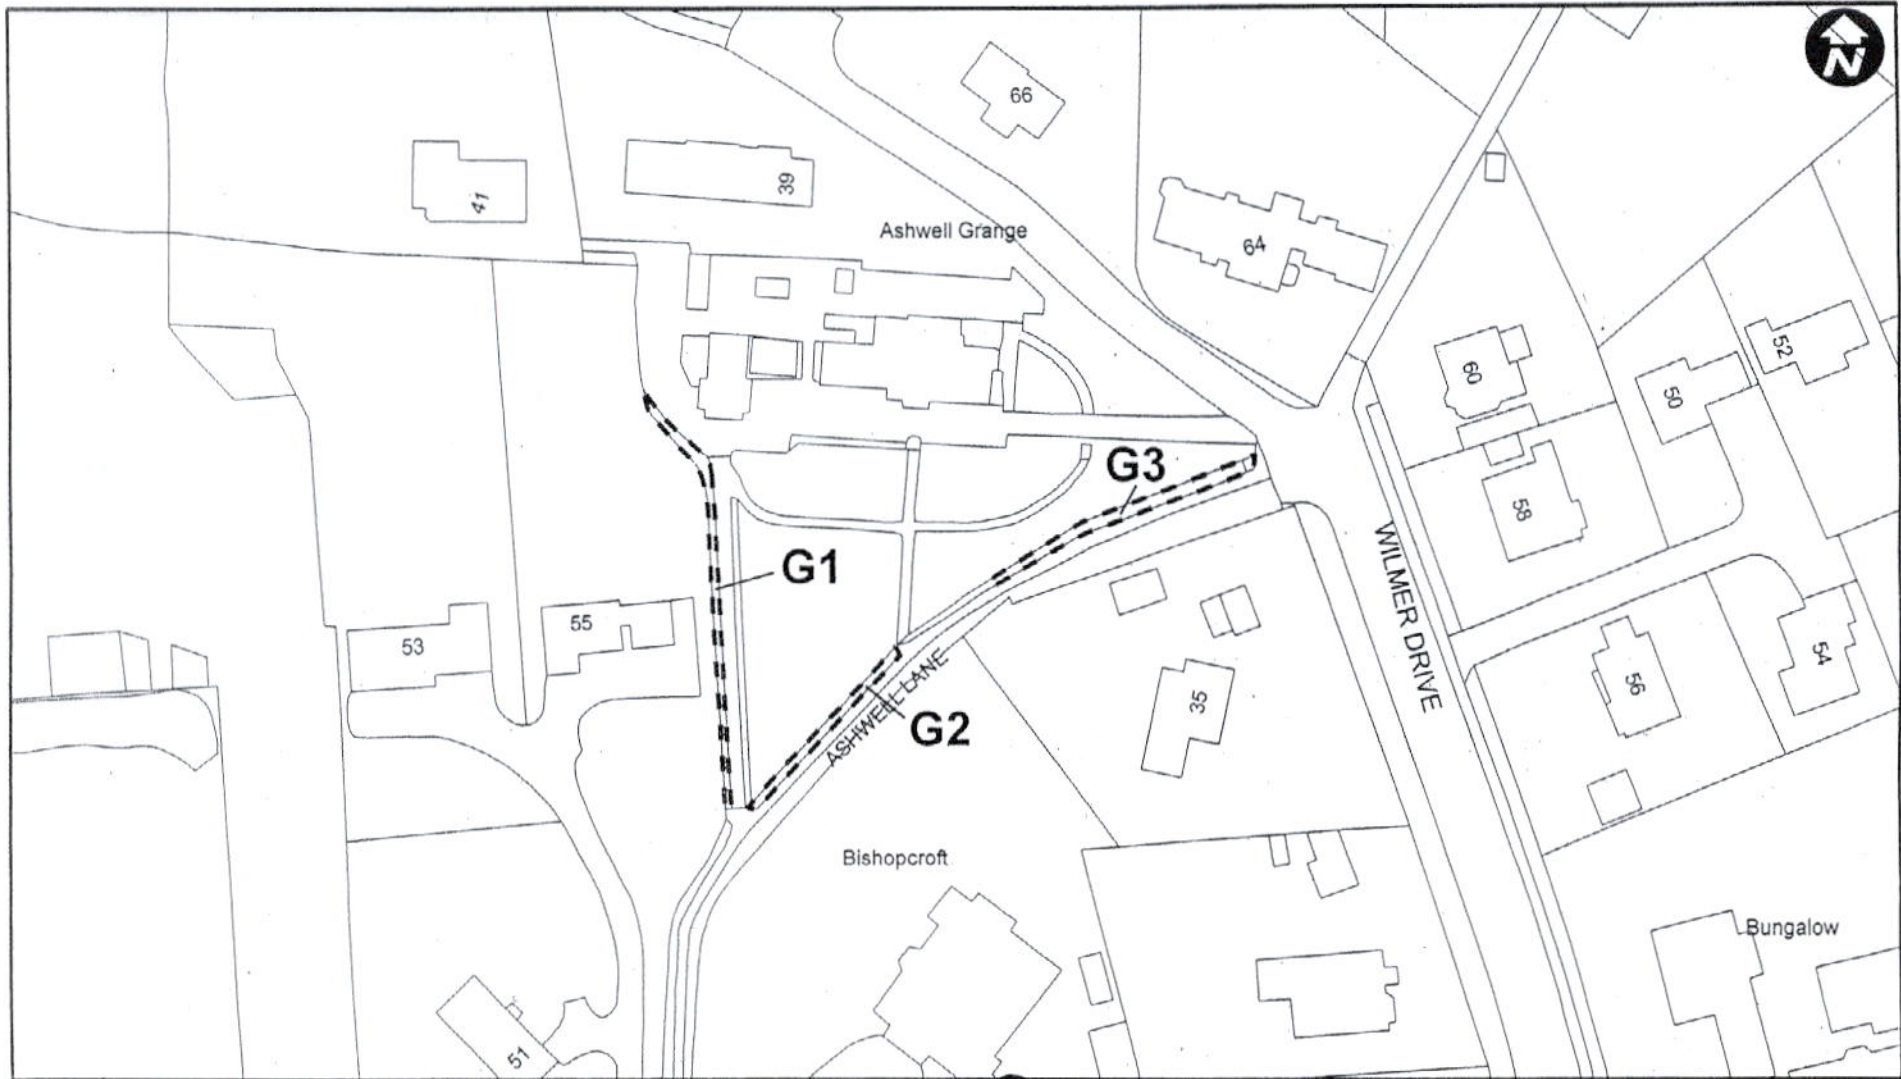 N
66
41
39
Ashwell Grange
64
52
60
50
G3
58
G1
WILMER DRIVE
55
53
54
56
ASHWELL LANE
35
G2
Bishopcroft
Bungalow
51